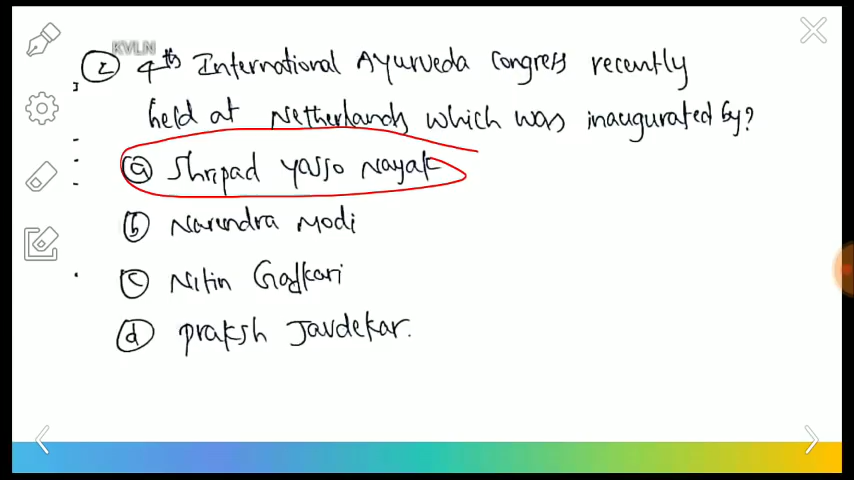 KVLN
② 4th International Ayurveda Congress recently
held at Netherlands which was inaugurated by?
ⓐ Shripad Yasso Nayak
ⓑ Narendra Modi
ⓒ Nitin Gadkari
ⓓ praksh Javdekar.